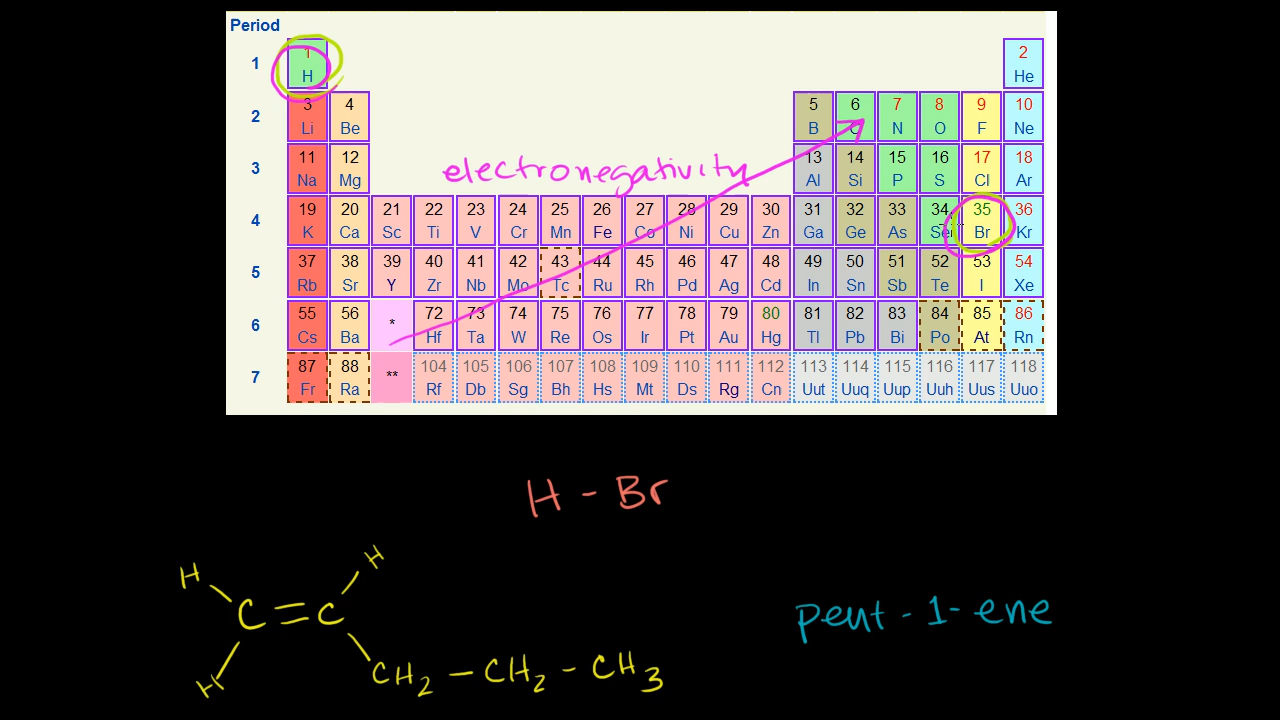 Period
1 1 2
H He
2 3 4 5 6 7 8 9 10
Li Be B C N O F Ne
electronegativity
3 11 12 13 14 15 16 17 18
Na Mg Al Si P S Cl Ar
4 19 20 21 22 23 24 25 26 27 28 29 30 31 32 33 34 35 36
K Ca Sc Ti V Cr Mn Fe Co Ni Cu Zn Ga Ge As Se Br Kr
5 37 38 39 40 41 42 43 44 45 46 47 48 49 50 51 52 53 54
Rb Sr Y Zr Nb Mo Tc Ru Rh Pd Ag Cd In Sn Sb Te I Xe
6 55 56 * 72 73 74 75 76 77 78 79 80 81 82 83 84 85 86
Cs Ba Hf Ta W Re Os Ir Pt Au Hg Tl Pb Bi Po At Rn
7 87 88 ** 104 105 106 107 108 109 110 111 112 113 114 115 116 117 118
Fr Ra Rf Db Sg Bh Hs Mt Ds Rg Cn Uut Uuq Uup Uuh Uus Uuo
H - Br
H H
C = C
pent - 1 - ene
H CH2 - CH2 - CH3